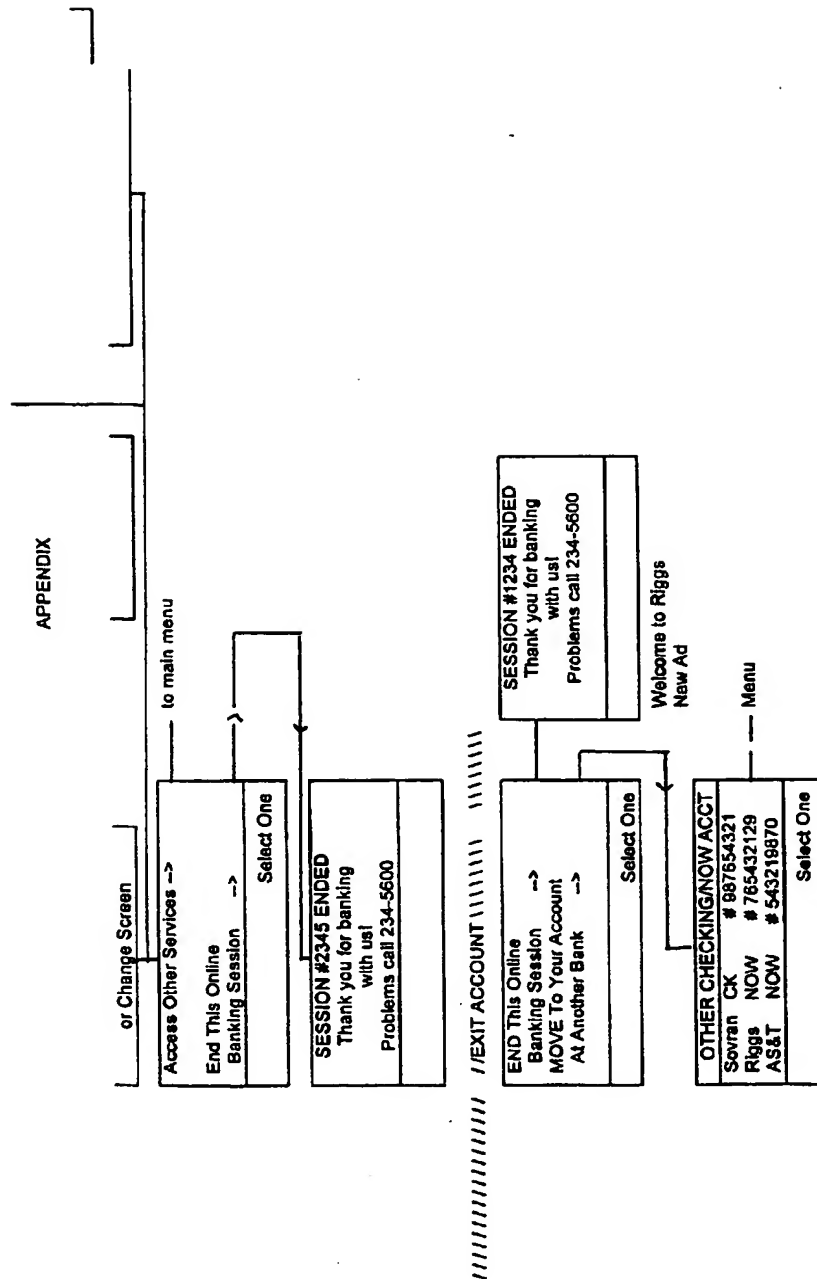 APPENDIX
or Change Screen
Access Other Services -->
to main menu
End This Online
Banking Session -->
Select One
SESSION #2345 ENDED
Thank you for banking
with us!
Problems call 234-5600
//EXIT ACCOUNT\\\\\\\ \\\\\\\
END This Online
Banking Session -->
MOVE To Your Account
At Another Bank -->
Select One
SESSION #1234 ENDED
Thank you for banking
with us!
Problems call 234-5600
Welcome to Riggs
New Ad
OTHER CHECKING/NOW ACCT
Sovran CK # 987654321
Riggs NOW # 765432129
AS&T NOW # 543219870
Menu
Select One